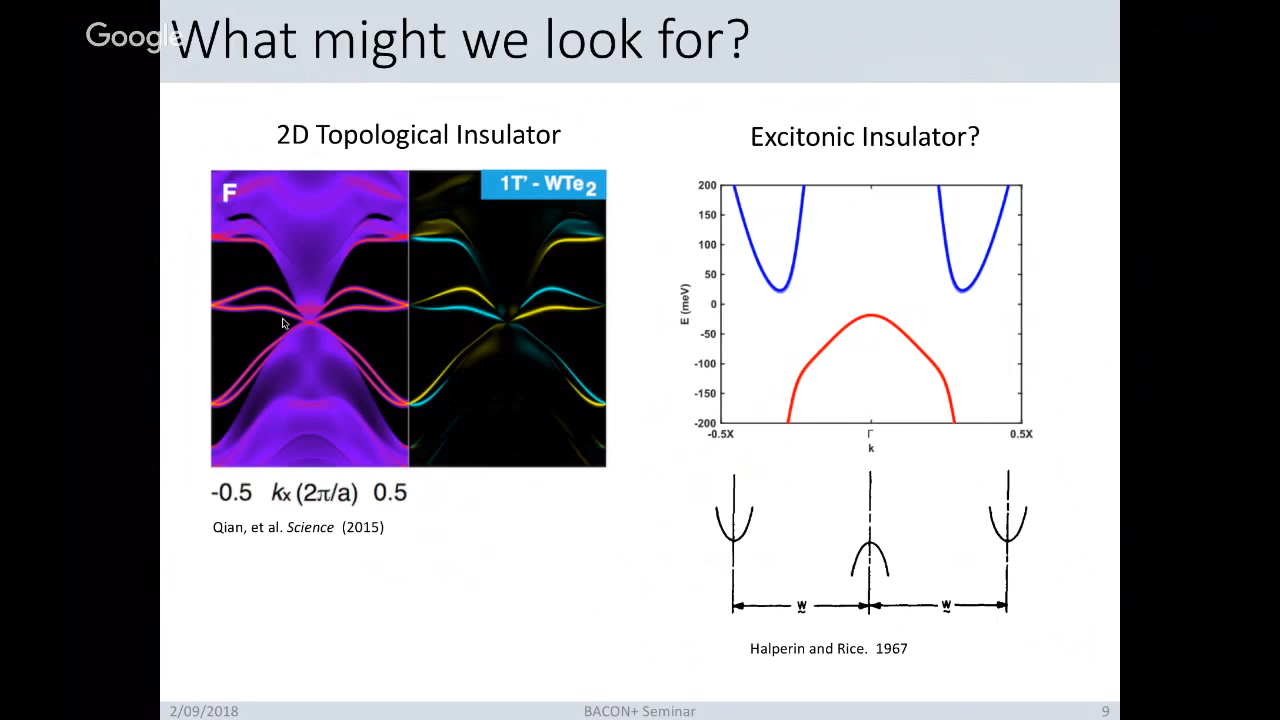 Google
What might we look for?
2D Topological Insulator
F
1T' - WTe2
-0.5 kx (2π/a) 0.5
Qian, et al. Science (2015)
Excitonic Insulator?
200
150
100
50
0
-50
-100
-150
-200
E (meV)
-0.5X Γ 0.5X
k
w w
Halperin and Rice. 1967
2/09/2018 BACON+ Seminar 9